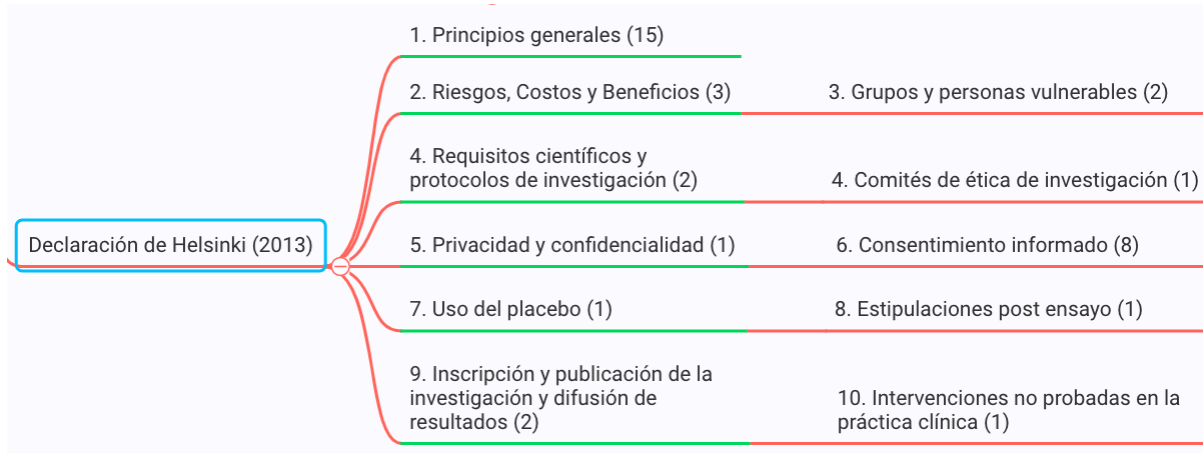 1. Principios generales (15)
2. Riesgos, Costos y Beneficios (3)
3. Grupos y personas vulnerables (2)
4. Requisitos científicos y
protocolos de investigación (2)
4. Comités de ética de investigación (1)
Declaración de Helsinki (2013)
5. Privacidad y confidencialidad (1)
6. Consentimiento informado (8)
7. Uso del placebo (1)
8. Estipulaciones post ensayo (1)
9. Inscripción y publicación de la
investigación y difusión de
resultados (2)
10. Intervenciones no probadas en la
práctica clínica (1)